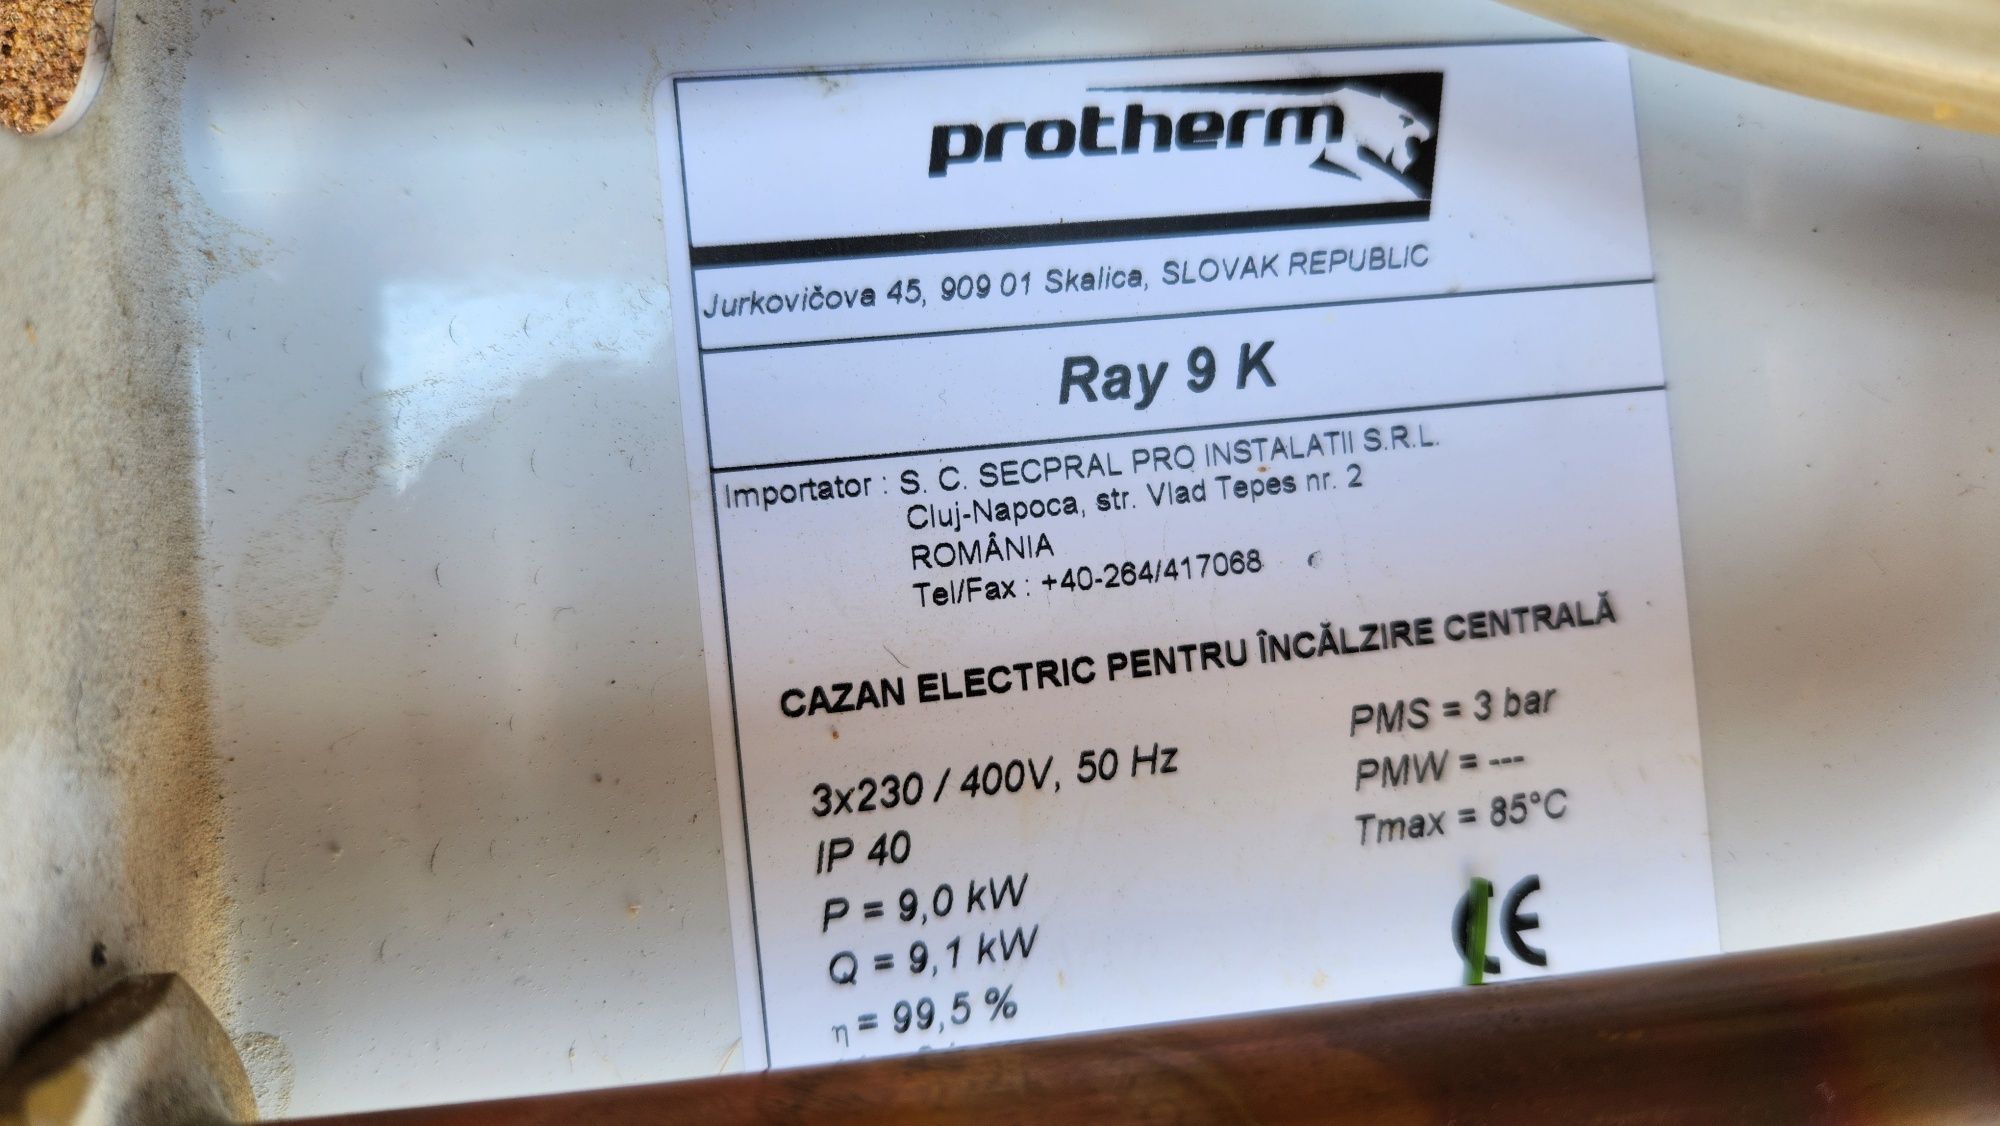 protherm
Jurkovičova 45, 909 01 Skalica, SLOVAK REPUBLIC
Ray 9 K
Importator : S. C. SECPRAL PRO INSTALATII S.R.L.
Cluj-Napoca, str. Vlad Tepes nr. 2
ROMÂNIA
Tel/Fax : +40-264/417068
CAZAN ELECTRIC PENTRU ÎNCĂLZIRE CENTRALĂ
3x230 / 400V, 50 Hz
IP 40
P = 9,0 kW
Q = 9,1 kW
η = 99,5 %
PMS = 3 bar
PMW = ---
Tmax = 85°C
CE